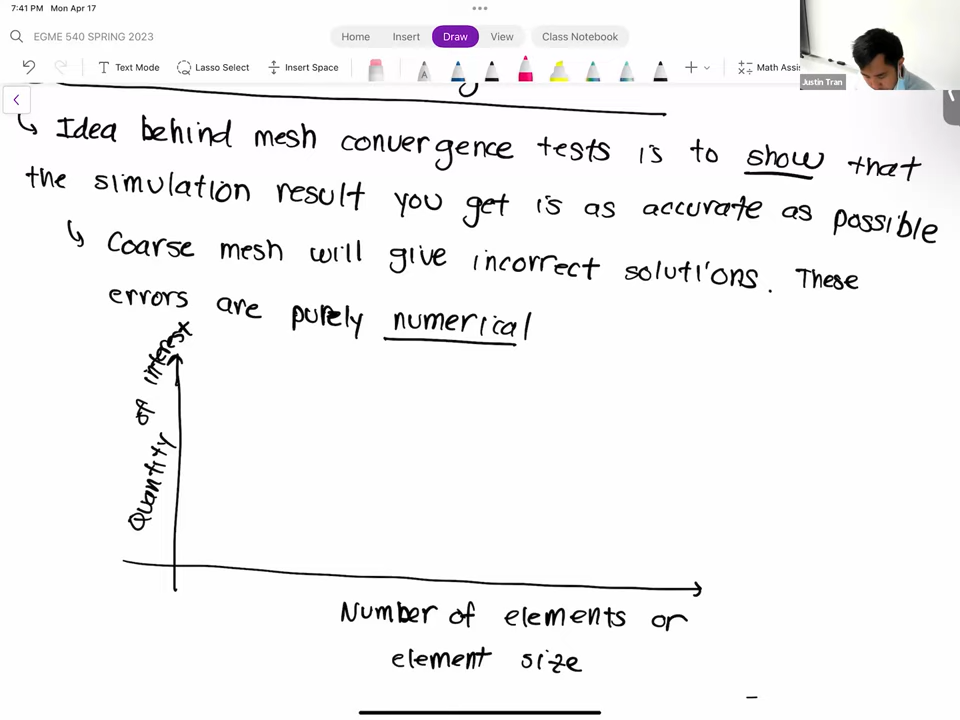 7:41 PM Mon Apr 17
EGME 540 SPRING 2023
Home Insert Draw View Class Notebook
Text Mode Lasso Select Insert Space
Math Assis
Justin Tran
Idea behind mesh convergence tests is to show that
the simulation result you get is as accurate as possible
Coarse mesh will give incorrect solutions. These
errors are purely numerical
Quantity of interest
Number of elements or
element size